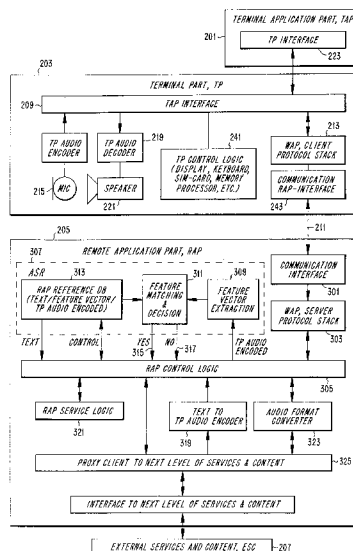 TERMINAL APPLICATION PART, TAP
201
TP INTERFACE
223
203
TERMINAL PART, TP
209
TAP INTERFACE
TP AUDIO ENCODER
TP AUDIO DECODER
219
241
TP CONTROL LOGIC (DISPLAY, KEYBOARD, SIM-CARD, MEMORY PROCESSOR, ETC.)
213
WAP, CLIENT PROTOCOL STACK
215
MIC
SPEAKER
221
COMMUNICATION RAP-INTERFACE
243
211
205
REMOTE APPLICATION PART, RAP
307
ASR
313
RAP REFERENCE DB (TEXT/FEATURE VECTOR/ TP AUDIO ENCODED)
311
FEATURE MATCHING & DECISION
309
FEATURE VECTOR EXTRACTION
COMMUNICATION INTERFACE
301
WAP, SERVER PROTOCOL STACK
303
TEXT
CONTROL
YES
315
NO
317
TP AUDIO ENCODED
RAP CONTROL LOGIC
305
RAP SERVICE LOGIC
321
TEXT TO TP AUDIO ENCODER
319
AUDIO FORMAT CONVERTER
323
PROXY CLIENT TO NEXT LEVEL OF SERVICES & CONTENT
325
INTERFACE TO NEXT LEVEL OF SERVICES & CONTENT
EXTERNAL SERVICES AND CONTENT, ESC
207